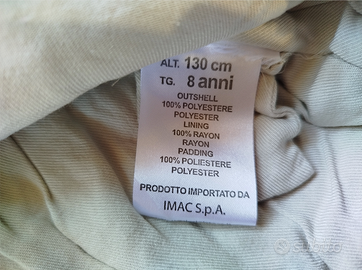 ALT. 130 cm
TG. 8 anni
OUTSHELL
100% POLYESTERE
POLYESTER
LINING
100% RAYON
RAYON
PADDING
100% POLIESTERE
POLYESTER
PRODOTTO IMPORTATO DA
IMAC S.p.A.
subito